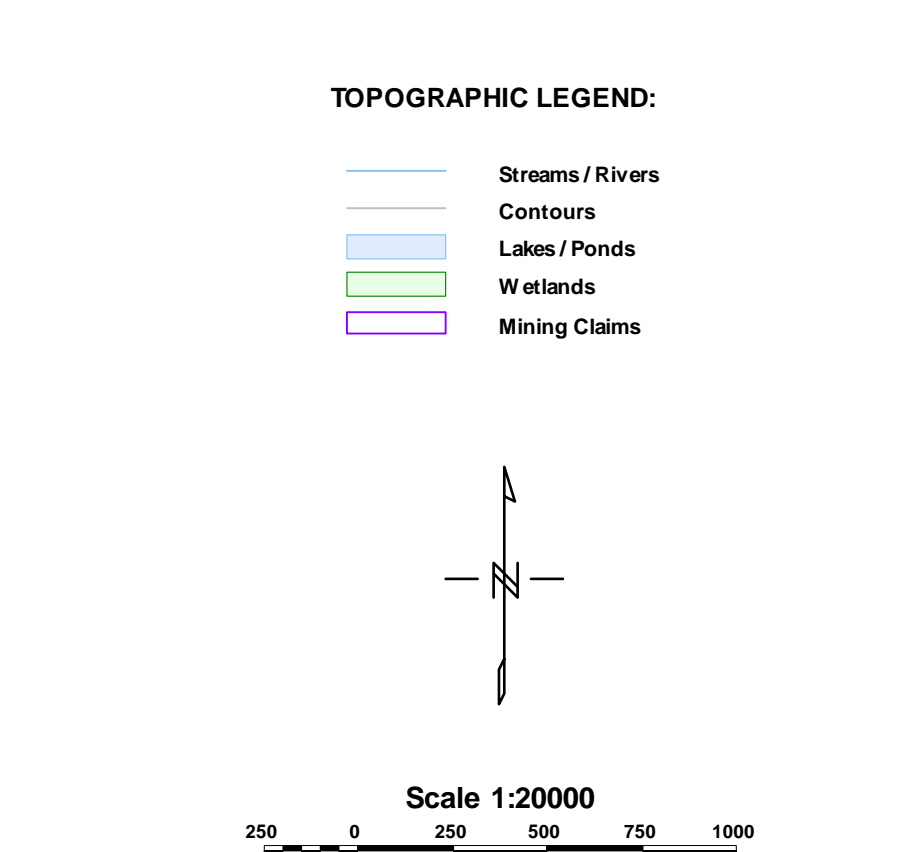 TOPOGRAPHIC LEGEND:
Streams / Rivers
Contours
Lakes / Ponds
Wetlands
Mining Claims
N
Scale 1:20000
250 0 250 500 750 1000